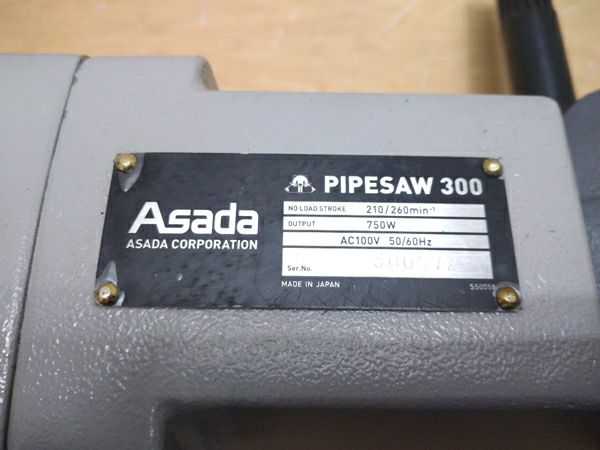 Asada
ASADA CORPORATION
PIPESAW 300
NO LOAD STROKE 210/260min⁻¹
OUTPUT 750W
AC100V 50/60Hz
Ser.No.
MADE IN JAPAN